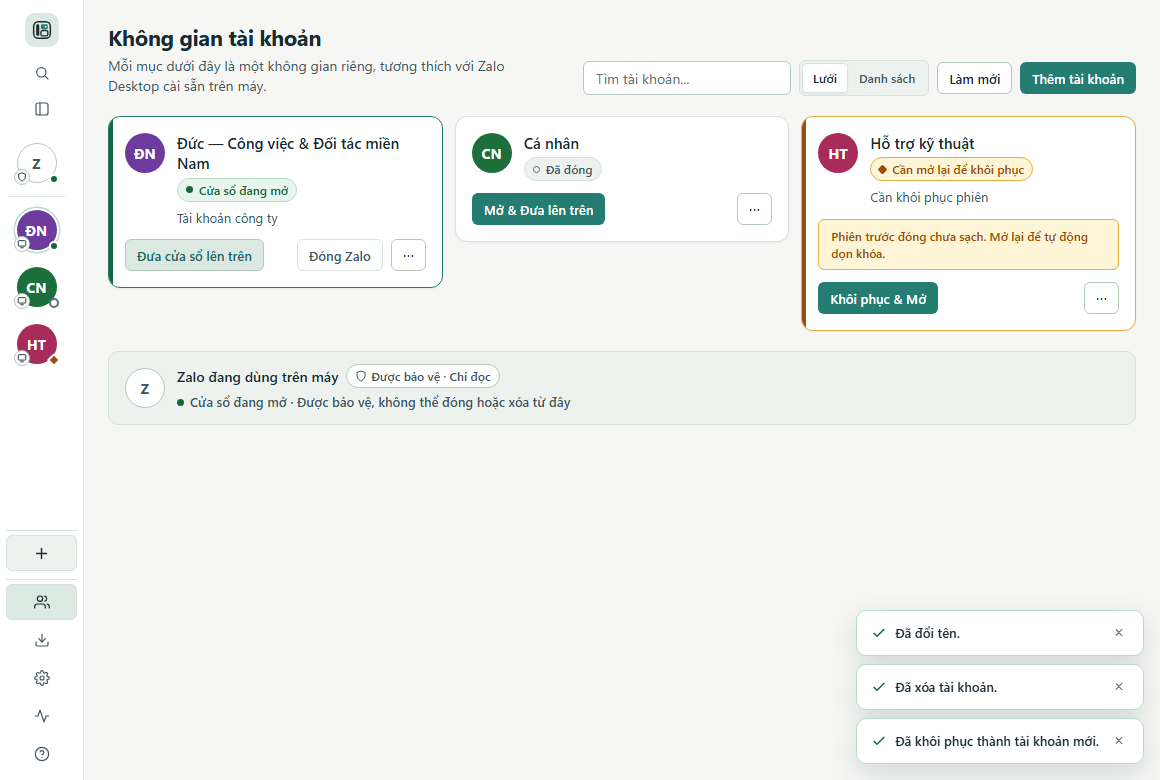 Không gian tài khoản
Mỗi mục dưới đây là một không gian riêng, tương thích với Zalo
Desktop cài sẵn trên máy.
Tìm tài khoản...
Lưới
Danh sách
Làm mới
Thêm tài khoản
Z
ĐN
CN
HT
ĐN
Đức — Công việc & Đối tác miền
Nam
Cửa sổ đang mở
Tài khoản công ty
Đưa cửa sổ lên trên
Đóng Zalo
...
CN
Cá nhân
Đã đóng
Mở & Đưa lên trên
...
HT
Hỗ trợ kỹ thuật
Cần mở lại để khôi phục
Cần khôi phục phiên
Phiên trước đóng chưa sạch. Mở lại để tự động
dọn khóa.
Khôi phục & Mở
...
Z
Zalo đang dùng trên máy
Được bảo vệ · Chỉ đọc
Cửa sổ đang mở · Được bảo vệ, không thể đóng hoặc xóa từ đây
Đã đổi tên.
Đã xóa tài khoản.
Đã khôi phục thành tài khoản mới.